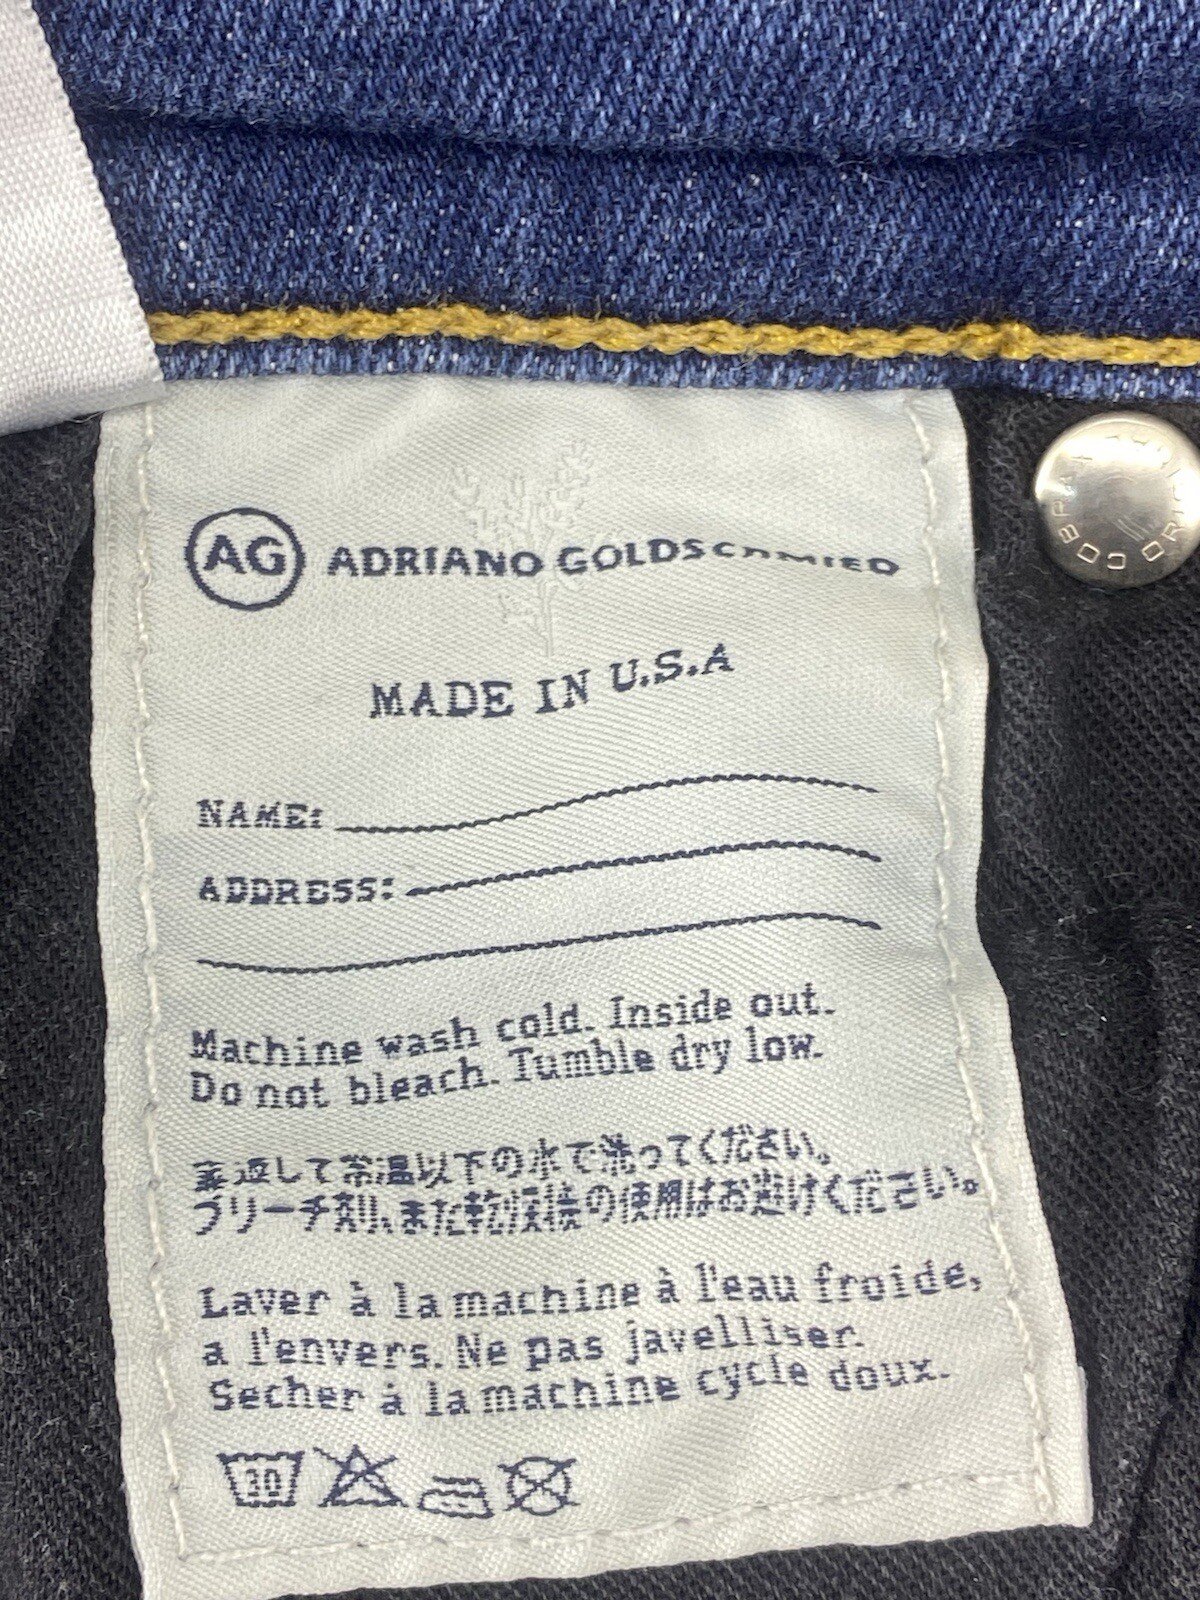 AG ADRIANO GOLDSCHMIED
MADE IN U.S.A
NAME:
ADDRESS:
Machine wash cold. Inside out.
Do not bleach. Tumble dry low.
裏返して常温以下の水で洗ってください。
ブリーチ剤、また乾燥機の使用はお避けください。
Laver à la machine à l'eau froide,
a l'envers. Ne pas javelliser.
Secher à la machine cycle doux.
30